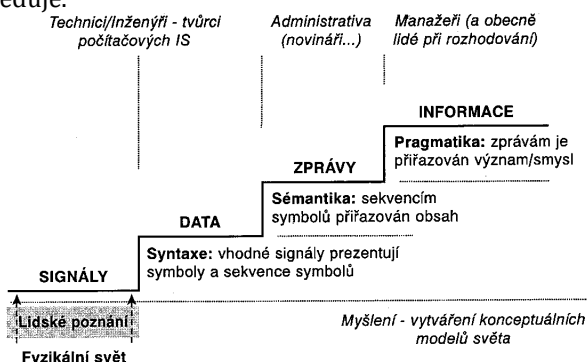 eduje.
Technici/Inženýři - tvůrci
počítačových IS
Administrativa
(novináři...)
Manažeři (a obecně
lidé při rozhodování)
INFORMACE
Pragmatika: zprávám je
přiřazován význam/smysl
ZPRÁVY
Sémantika: sekvencím
symbolů přiřazován obsah
DATA
Syntaxe: vhodné signály prezentují
symboly a sekvence symbolů
SIGNÁLY
Lidské poznání
Myšlení - vytváření konceptuálních
modelů světa
Fyzikální svět